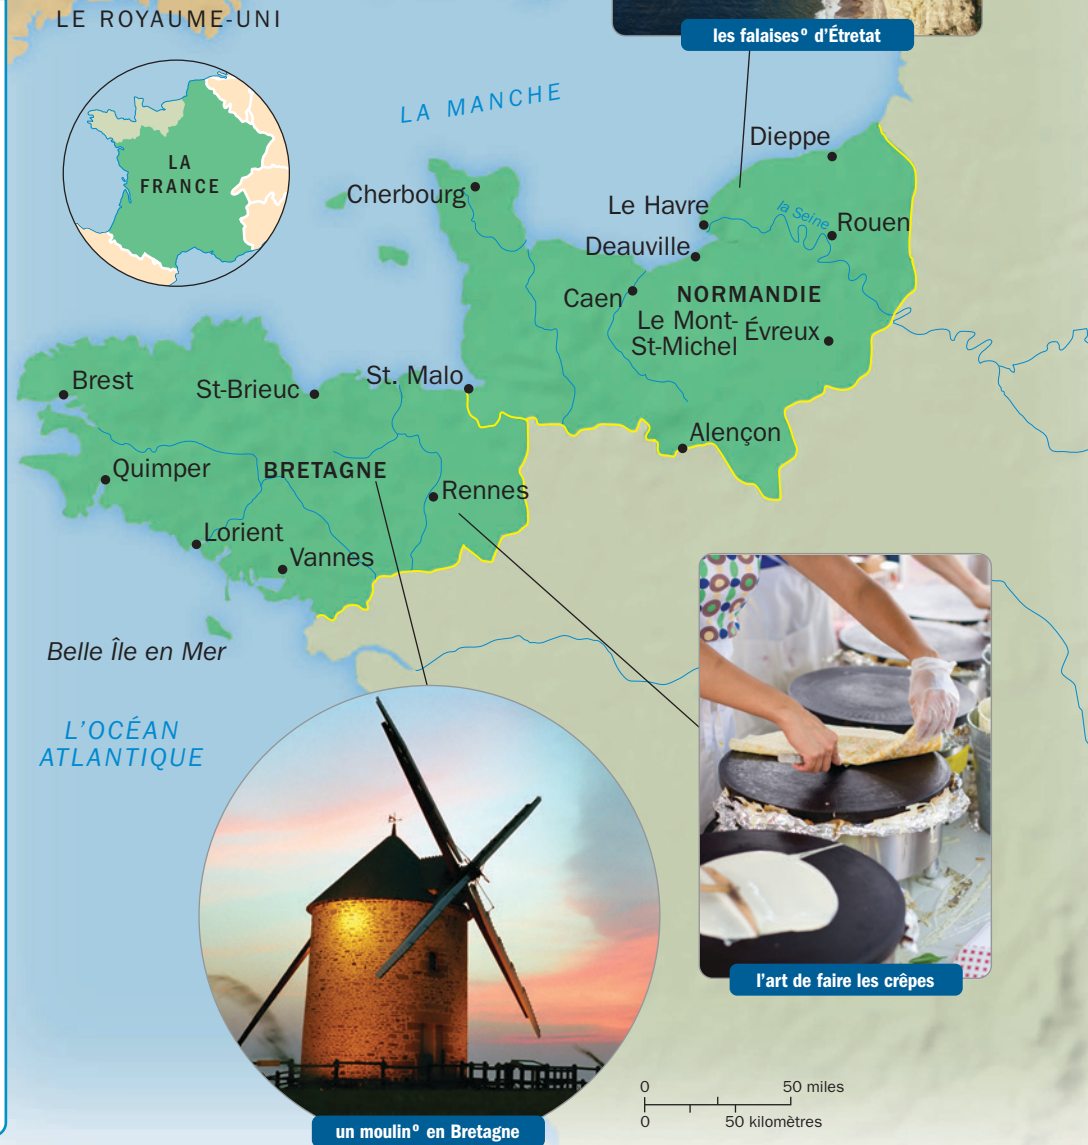 LE ROYAUME-UNI
les falaises° d'Étretat
LA MANCHE
LA
FRANCE
Dieppe
Cherbourg
Le Havre
la Seine
Rouen
Deauville
Caen
NORMANDIE
Le Mont-
St-Michel
Évreux
Brest
St-Brieuc
St. Malo
Alençon
Quimper
BRETAGNE
Rennes
Lorient
Vannes
Belle Île en Mer
L'OCÉAN
ATLANTIQUE
l'art de faire les crêpes
un moulin° en Bretagne
0 50 miles
0 50 kilomètres